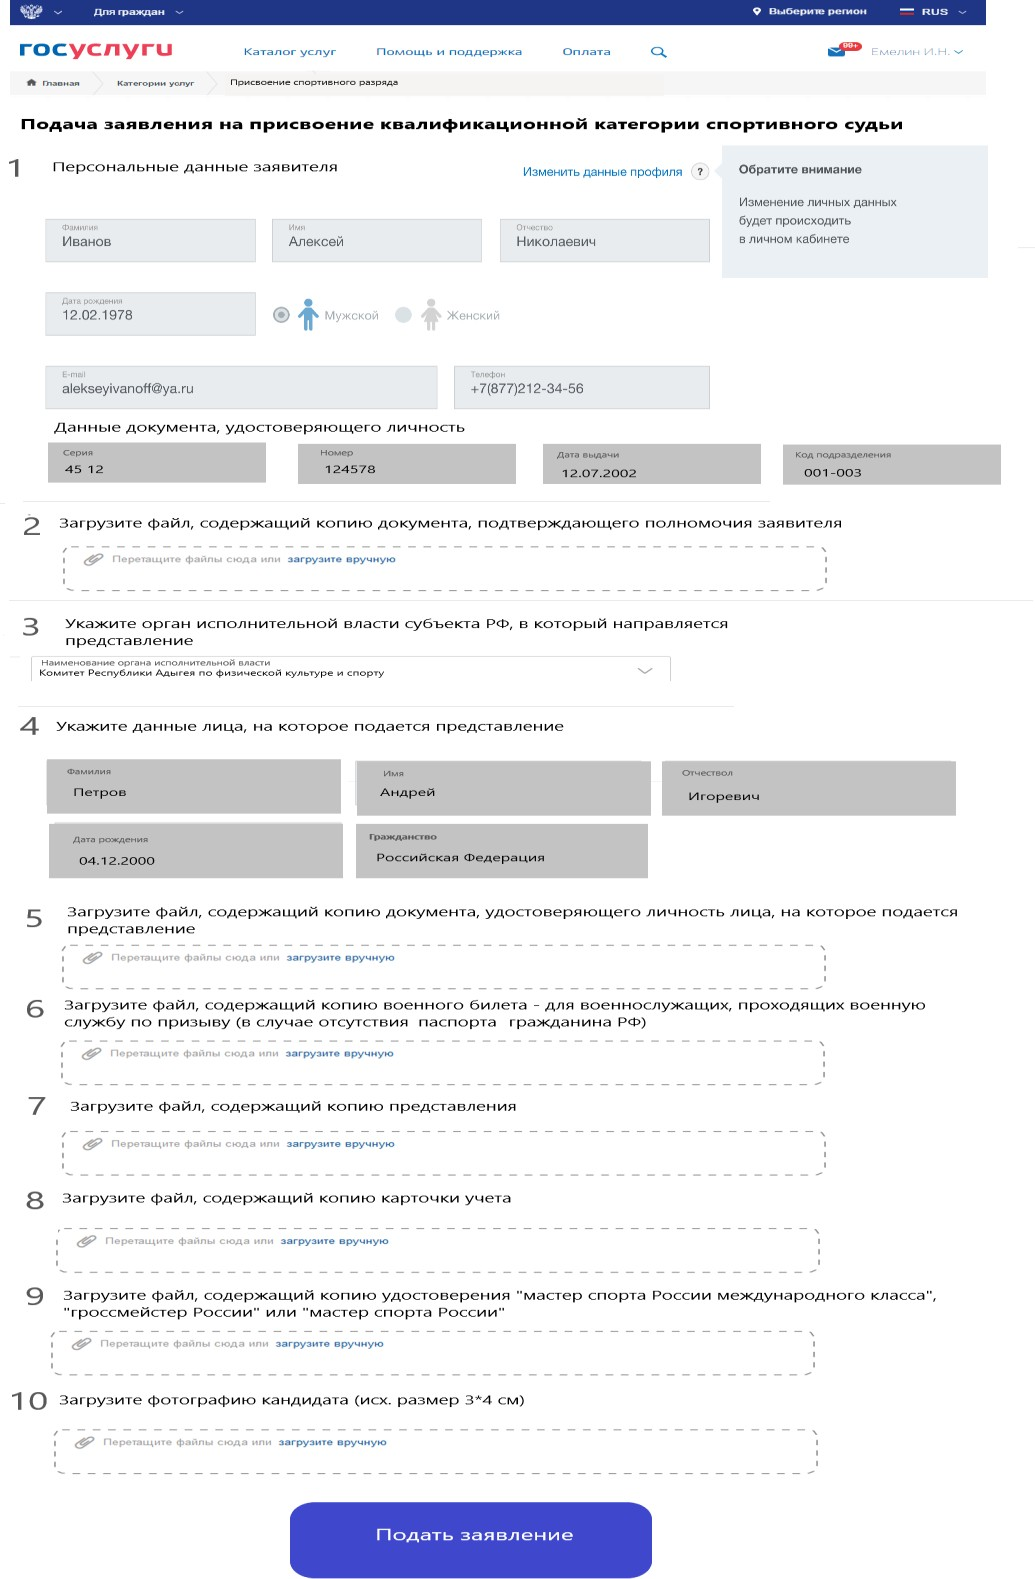 Для граждан
Выберите регион
RUS
госуслуги
Каталог услуг
Помощь и поддержка
Оплата
99+
Емелин И.Н.
Главная
Категории услуг
Присвоение спортивного разряда
Подача заявления на присвоение квалификационной категории спортивного судьи
1 Персональные данные заявителя
Изменить данные профиля ?
Обратите внимание
Изменение личных данных
будет происходить
в личном кабинете
Фамилия
Иванов
Имя
Алексей
Отчество
Николаевич
Дата рождения
12.02.1978
Мужской
Женский
E-mail
alekseyivanoff@ya.ru
Телефон
+7(877)212-34-56
Данные документа, удостоверяющего личность
Серия
45 12
Номер
124578
Дата выдачи
12.07.2002
Код подразделения
001-003
2 Загрузите файл, содержащий копию документа, подтверждающего полномочия заявителя
Перетащите файлы сюда или загрузите вручную
3 Укажите орган исполнительной власти субъекта РФ, в который направляется
представление
Наименование органа исполнительной власти
Комитет Республики Адыгея по физической культуре и спорту
4 Укажите данные лица, на которое подается представление
Фамилия
Петров
Имя
Андрей
Отчествол
Игоревич
Дата рождения
04.12.2000
Гражданство
Российская Федерация
5 Загрузите файл, содержащий копию документа, удостоверяющего личность лица, на которое подается
представление
Перетащите файлы сюда или загрузите вручную
6 Загрузите файл, содержащий копию военного билета - для военнослужащих, проходящих военную
службу по призыву (в случае отсутствия паспорта гражданина РФ)
Перетащите файлы сюда или загрузите вручную
7 Загрузите файл, содержащий копию представления
Перетащите файлы сюда или загрузите вручную
8 Загрузите файл, содержащий копию карточки учета
Перетащите файлы сюда или загрузите вручную
9 Загрузите файл, содержащий копию удостоверения "мастер спорта России международного класса",
"гроссмейстер России" или "мастер спорта России"
Перетащите файлы сюда или загрузите вручную
10 Загрузите фотографию кандидата (исх. размер 3*4 см)
Перетащите файлы сюда или загрузите вручную
Подать заявление